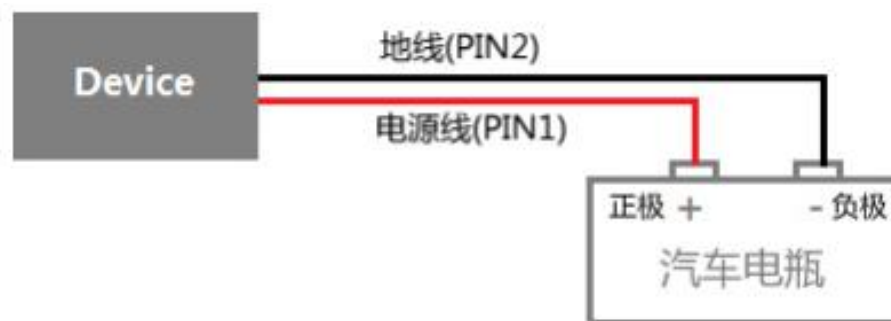 地线(PIN2)
Device
电源线(PIN1)
正极 + - 负极
汽车电瓶